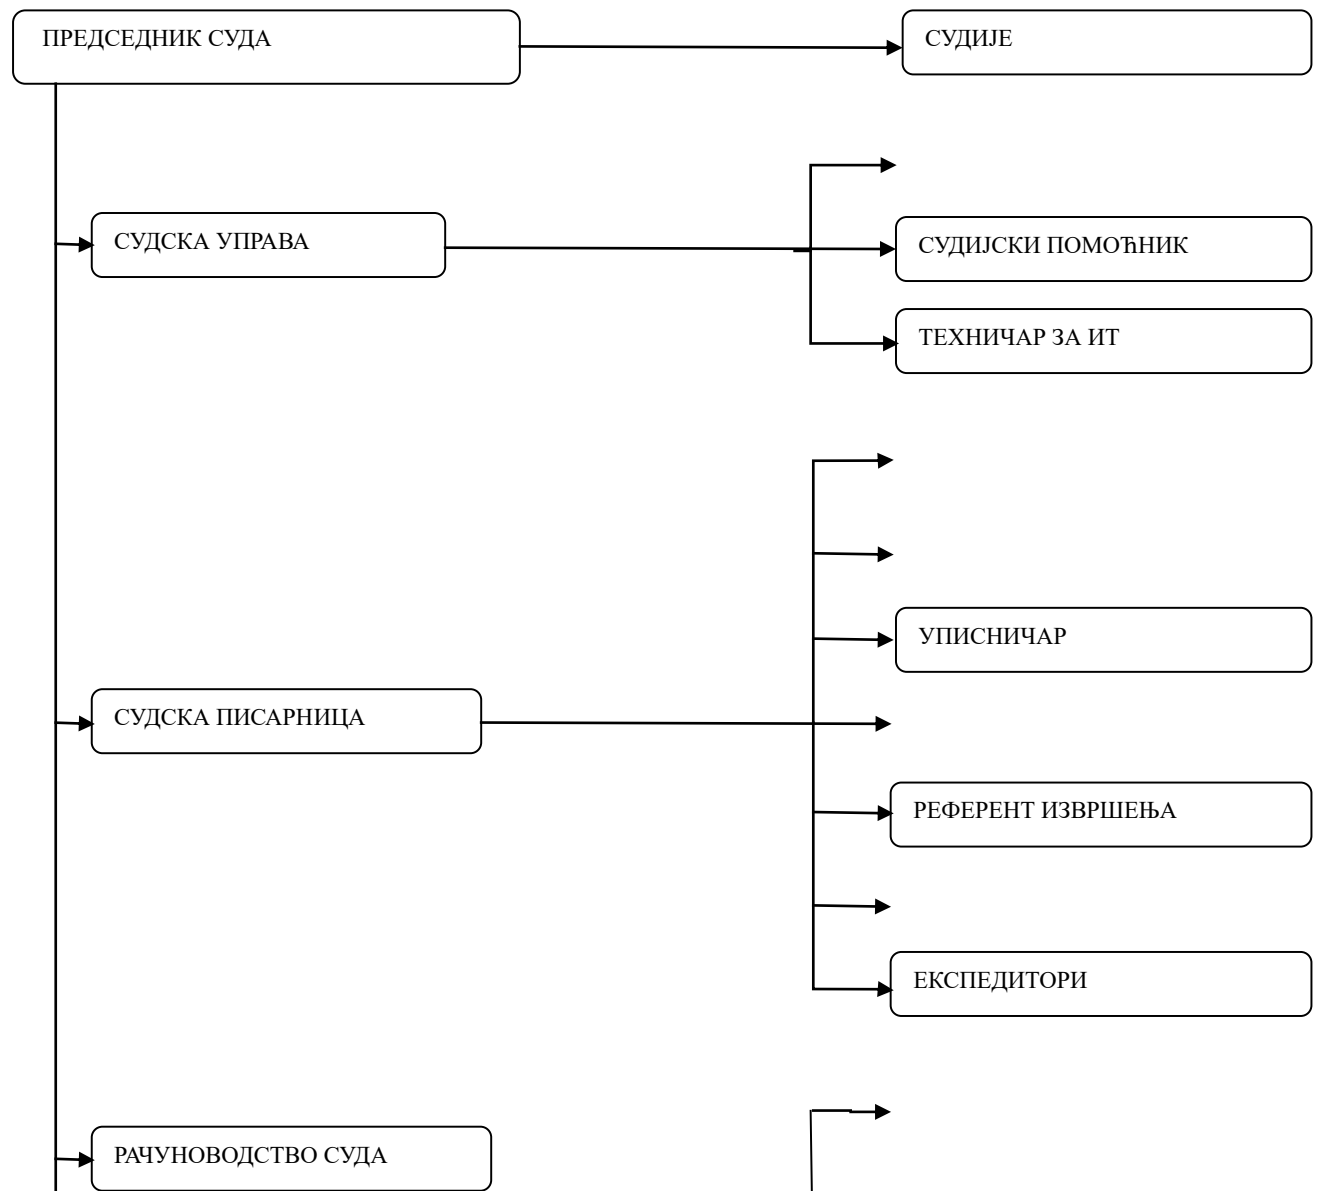 ПРЕДСЕДНИК СУДА
СУДИЈЕ
СУДСКА УПРАВА
СУДИЈСКИ ПОМОЋНИК
ТЕХНИЧАР ЗА ИТ
УПИСНИЧАР
СУДСКА ПИСАРНИЦА
РЕФЕРЕНТ ИЗВРШЕЊА
ЕКСПЕДИТОРИ
РАЧУНОВОДСТВО СУДА